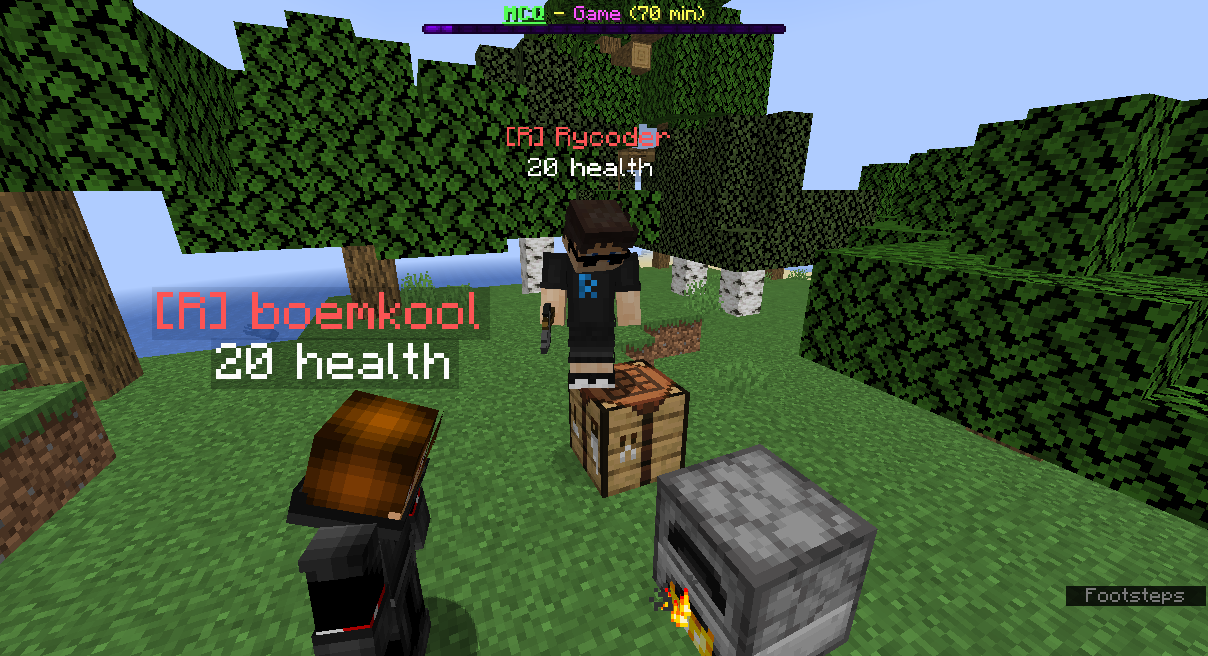 MCO - Game (70 min)
[R] Rycoder
20 health
R
[R] boemkool
20 health
Footsteps